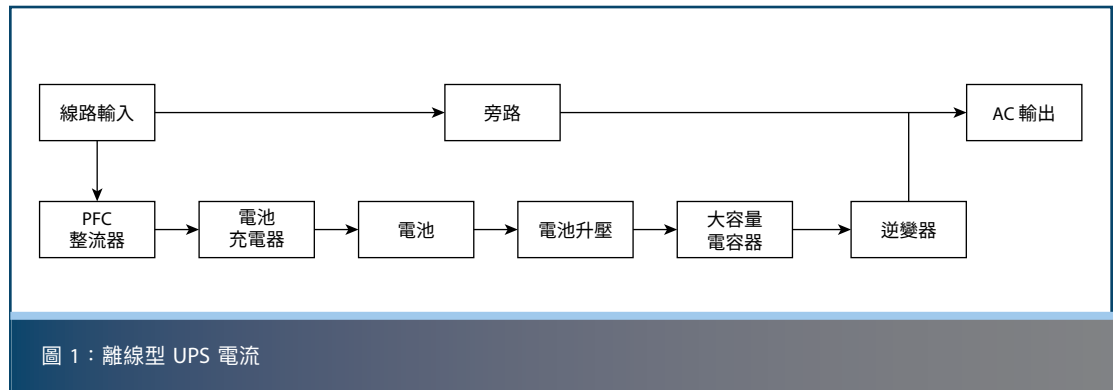 線路輸入
旁路
AC 輸出
PFC
整流器
電池
充電器
電池
電池升壓
大容量
電容器
逆變器
圖 1：離線型 UPS 電流